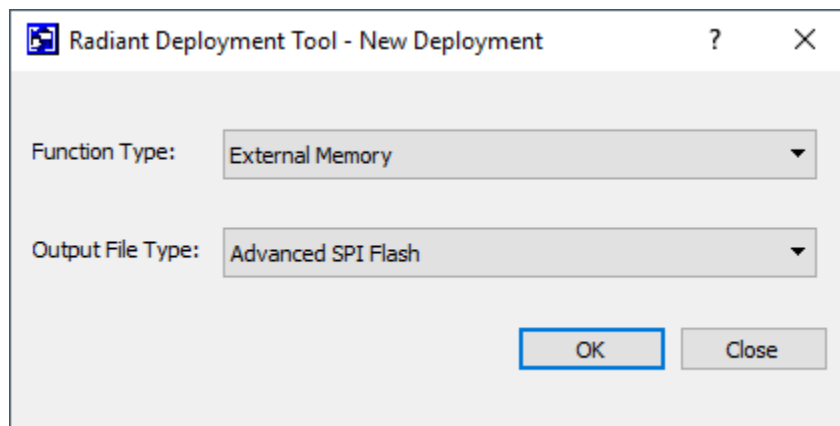 Radiant Deployment Tool - New Deployment ?
Function Type: External Memory
Output File Type: Advanced SPI Flash
OK Close